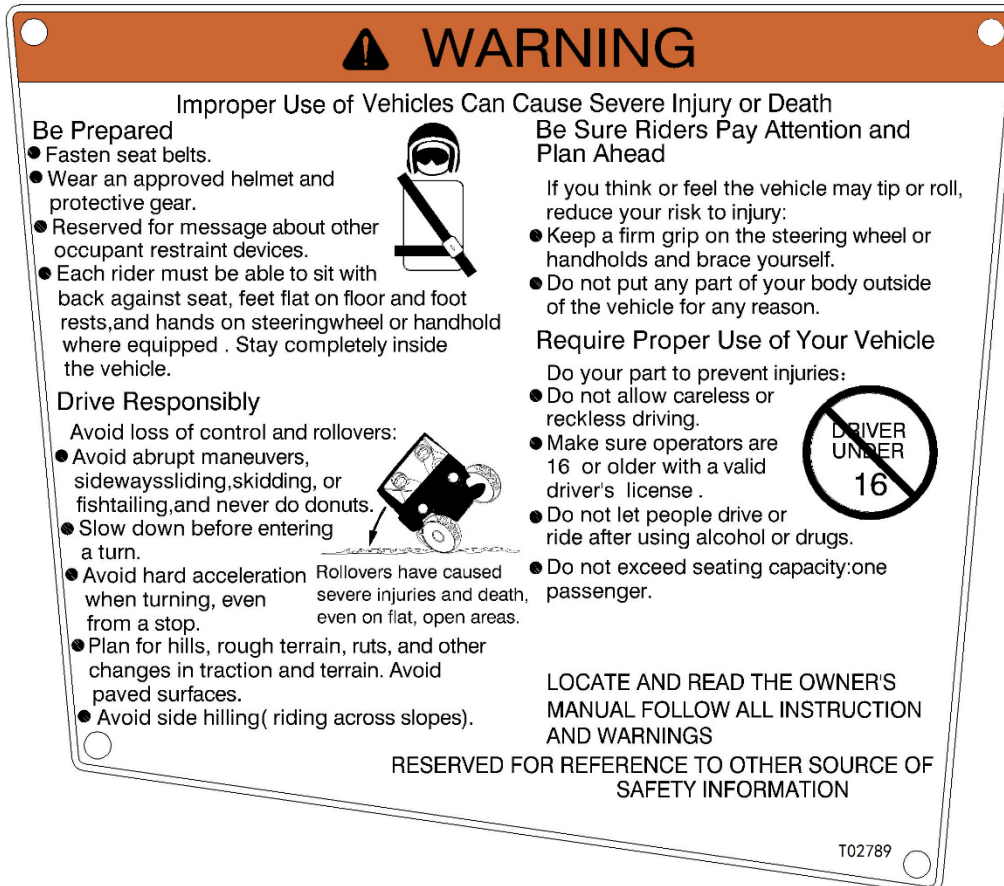 WARNING
Improper Use of Vehicles Can Cause Severe Injury or Death
Be Prepared
Fasten seat belts.
Wear an approved helmet and
protective gear.
Reserved for message about other
occupant restraint devices.
Each rider must be able to sit with
back against seat, feet flat on floor and foot
rests,and hands on steeringwheel or handhold
where equipped . Stay completely inside
the vehicle.
Drive Responsibly
Avoid loss of control and rollovers:
Avoid abrupt maneuvers,
sidewayssliding,skidding, or
fishtailing,and never do donuts.
Slow down before entering
a turn.
Avoid hard acceleration
when turning, even
from a stop.
Rollovers have caused
severe injuries and death,
even on flat, open areas.
Plan for hills, rough terrain, ruts, and other
changes in traction and terrain. Avoid
paved surfaces.
Avoid side hilling( riding across slopes).
Be Sure Riders Pay Attention and
Plan Ahead
If you think or feel the vehicle may tip or roll,
reduce your risk to injury:
Keep a firm grip on the steering wheel or
handholds and brace yourself.
Do not put any part of your body outside
of the vehicle for any reason.
Require Proper Use of Your Vehicle
Do your part to prevent injuries:
Do not allow careless or
reckless driving.
Make sure operators are
16 or older with a valid
driver's license .
DRIVER
UNDER
16
Do not let people drive or
ride after using alcohol or drugs.
Do not exceed seating capacity:one
passenger.
LOCATE AND READ THE OWNER'S
MANUAL FOLLOW ALL INSTRUCTION
AND WARNINGS
RESERVED FOR REFERENCE TO OTHER SOURCE OF
SAFETY INFORMATION
T02789